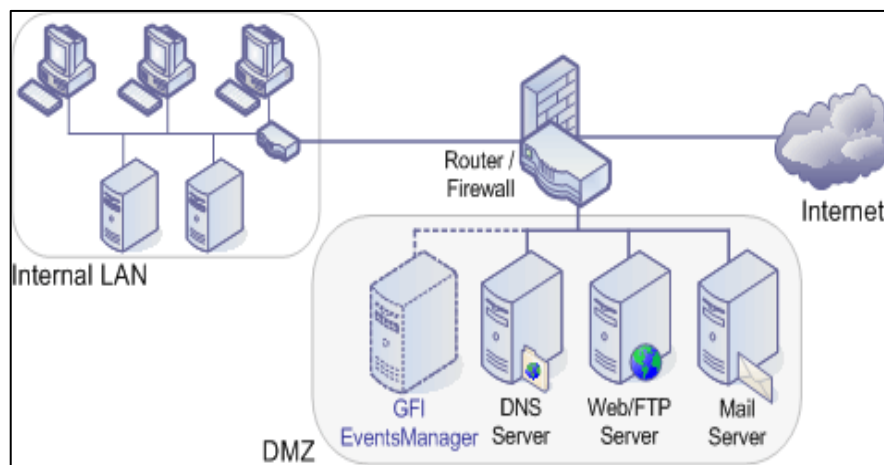 Router /
Firewall
Internet
Internal LAN
GFI
EventsManager
DNS
Server
Web/FTP
Server
Mail
Server
DMZ